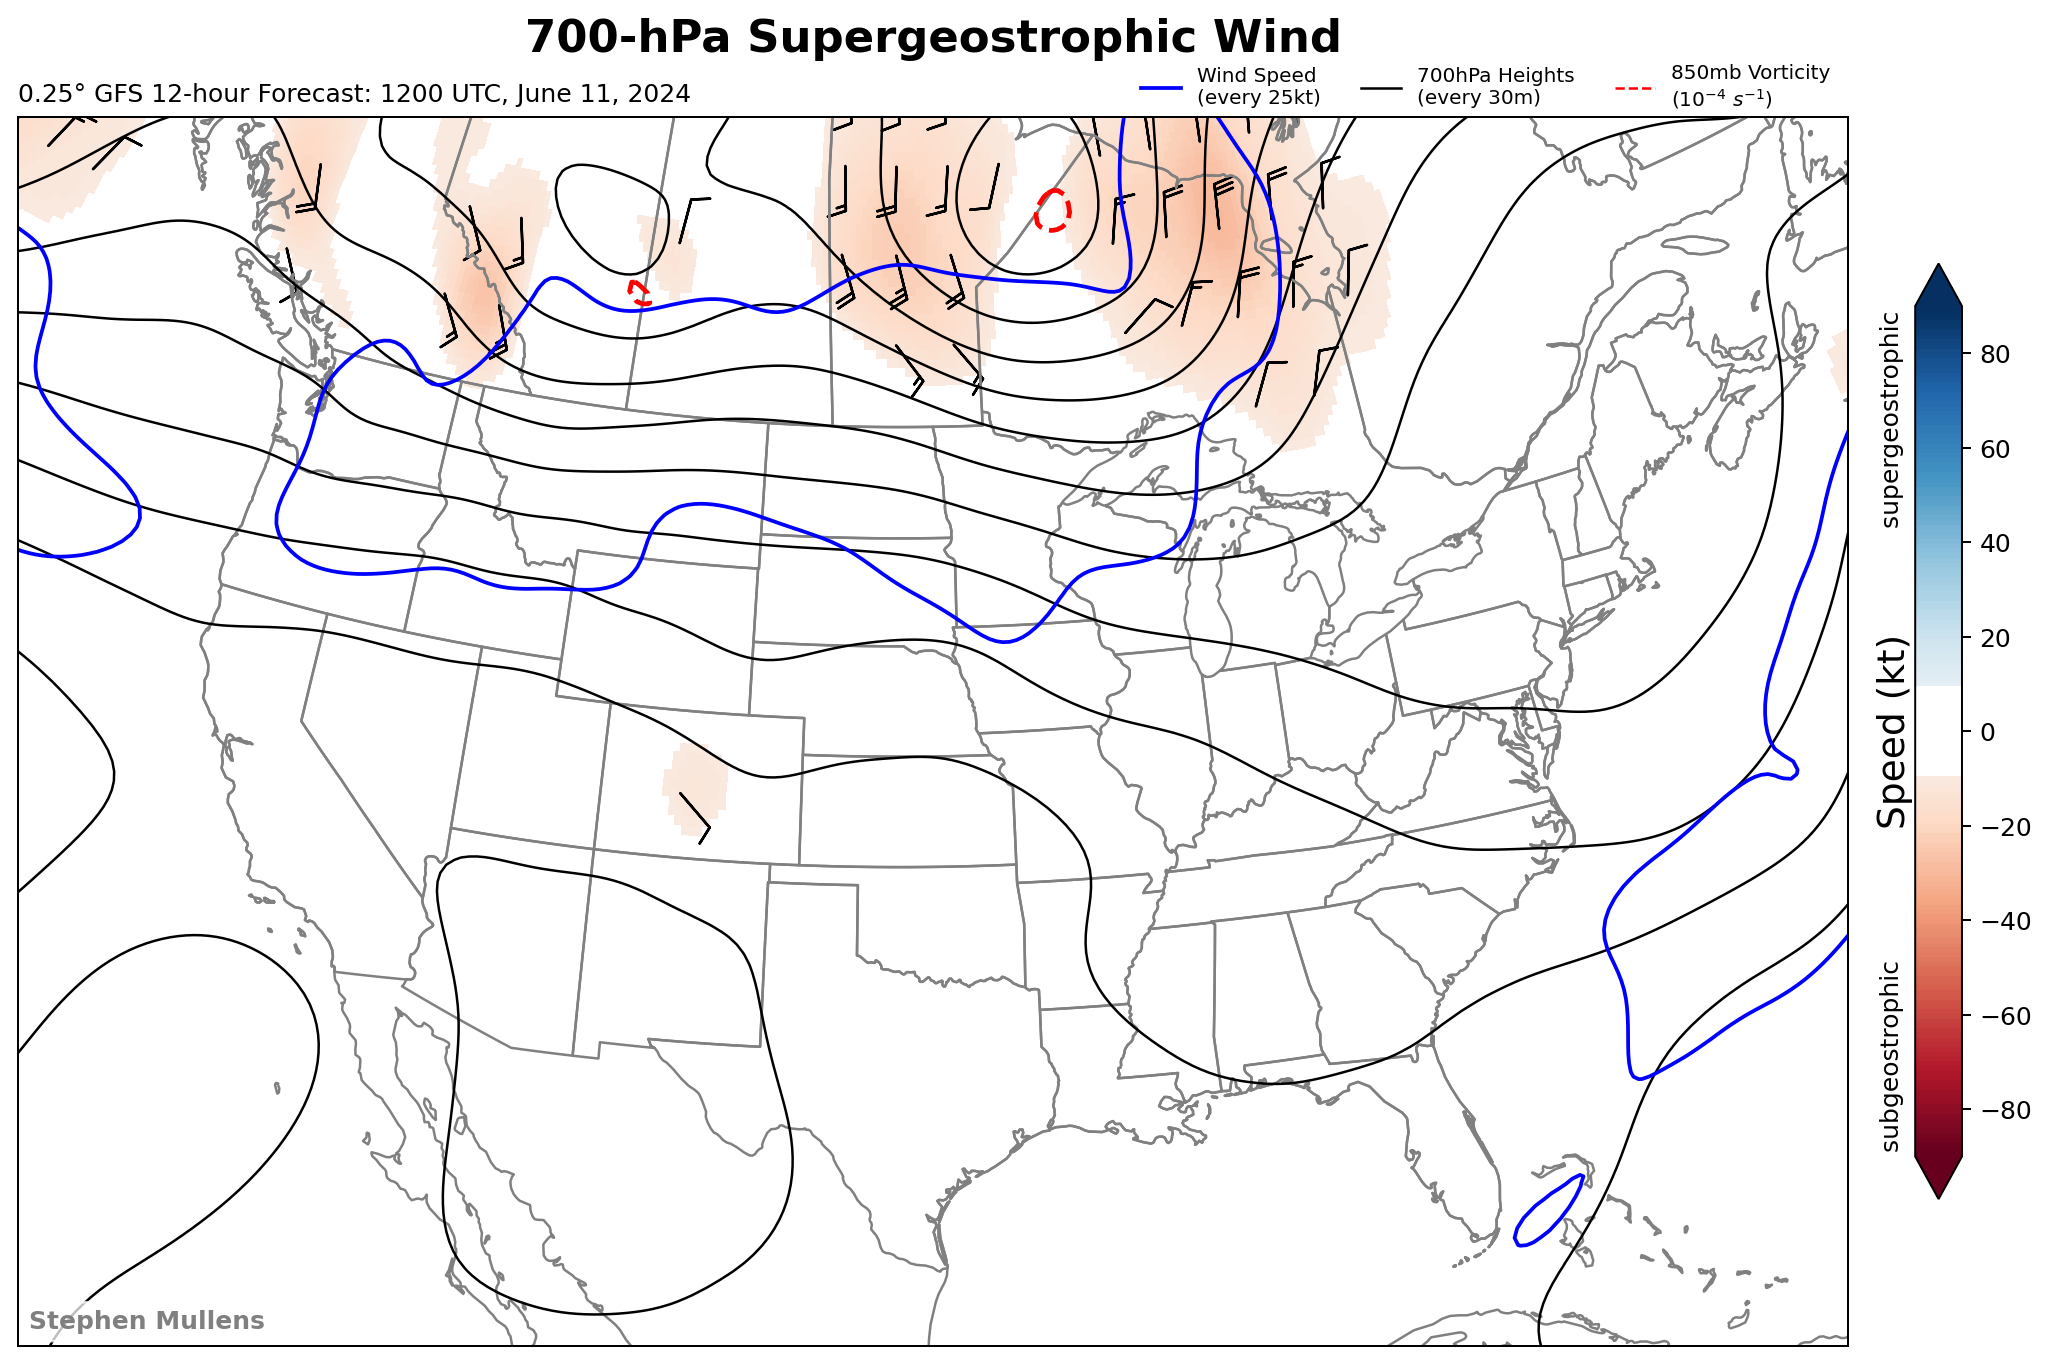 700-hPa Supergeostrophic Wind
0.25° GFS 12-hour Forecast: 1200 UTC, June 11, 2024
Wind Speed
(every 25kt)
700hPa Heights
(every 30m)
850mb Vorticity
(10⁻⁴ s⁻¹)
supergeostrophic
Speed (kt)
subgeostrophic
80
60
40
20
0
−20
−40
−60
−80
Stephen Mullens